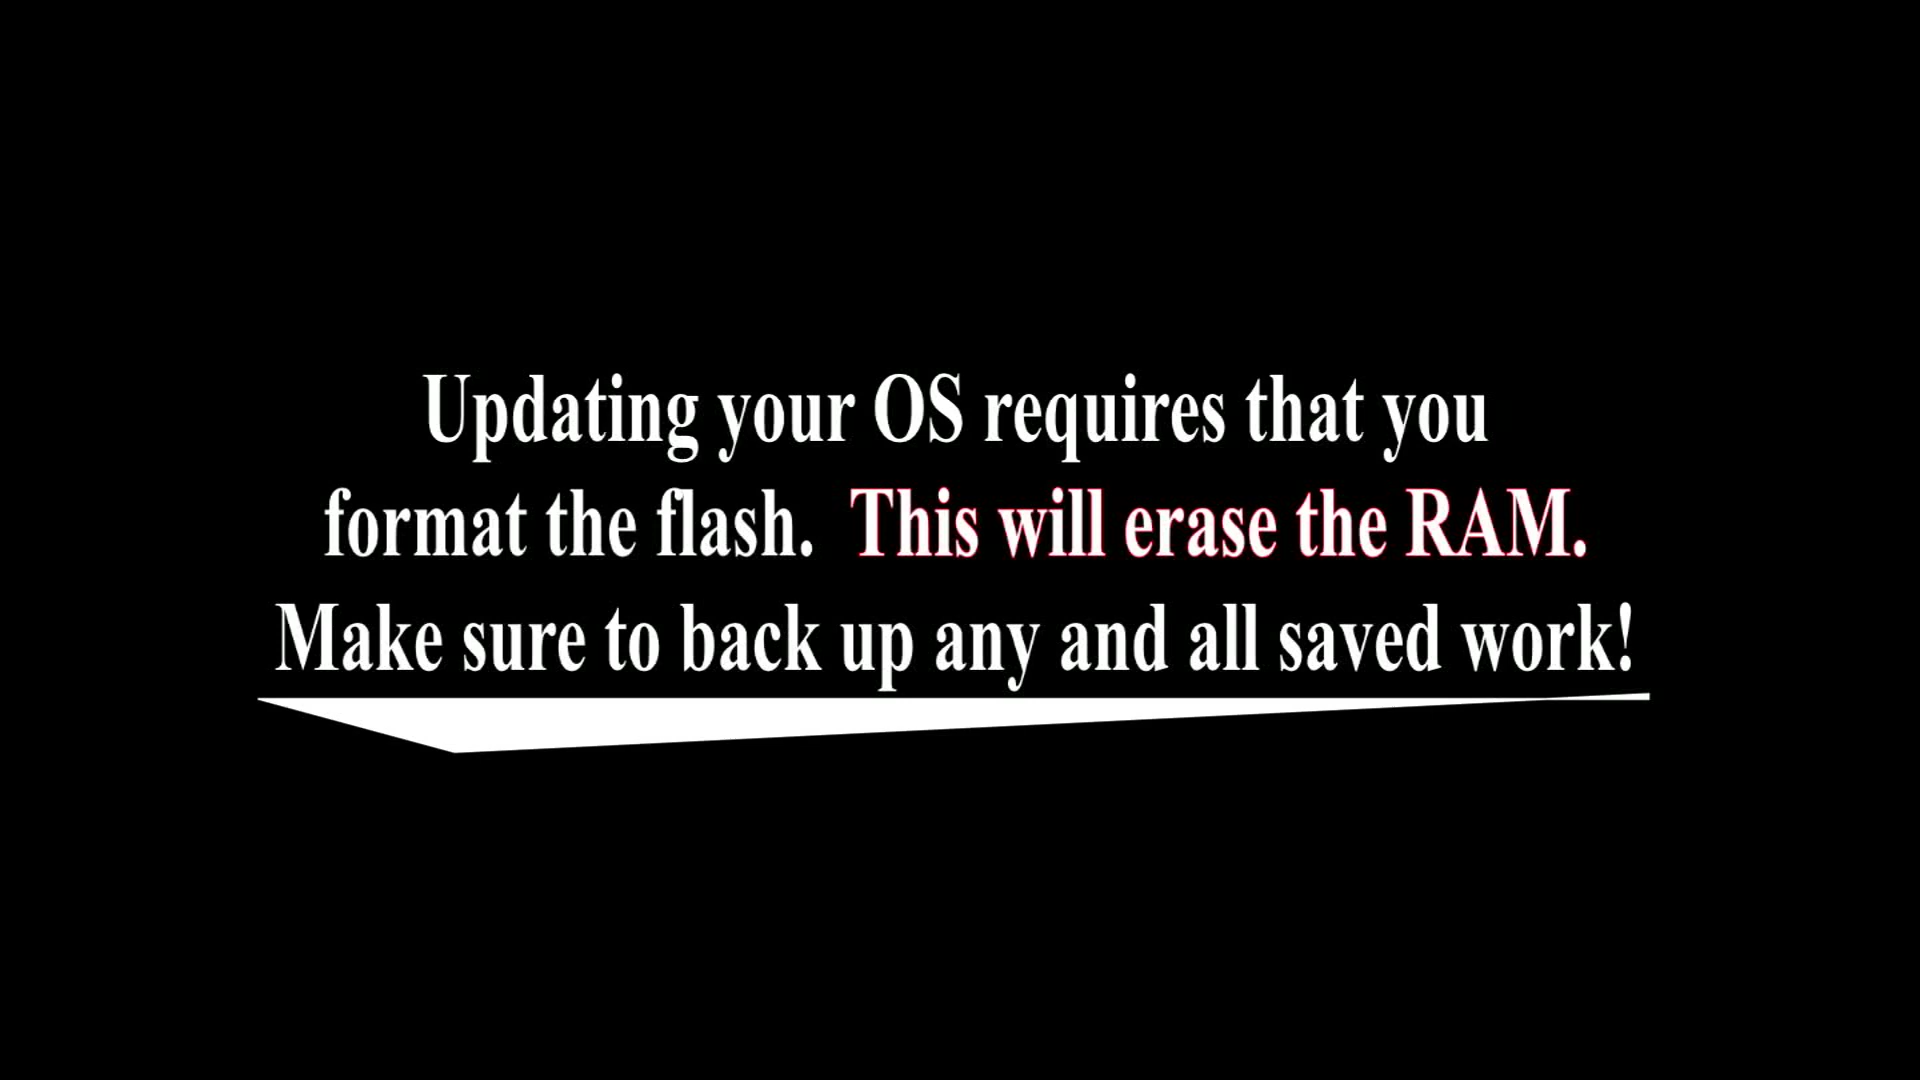 Updating your OS requires that you
format the flash.  This will erase the RAM.
Make sure to back up any and all saved work!